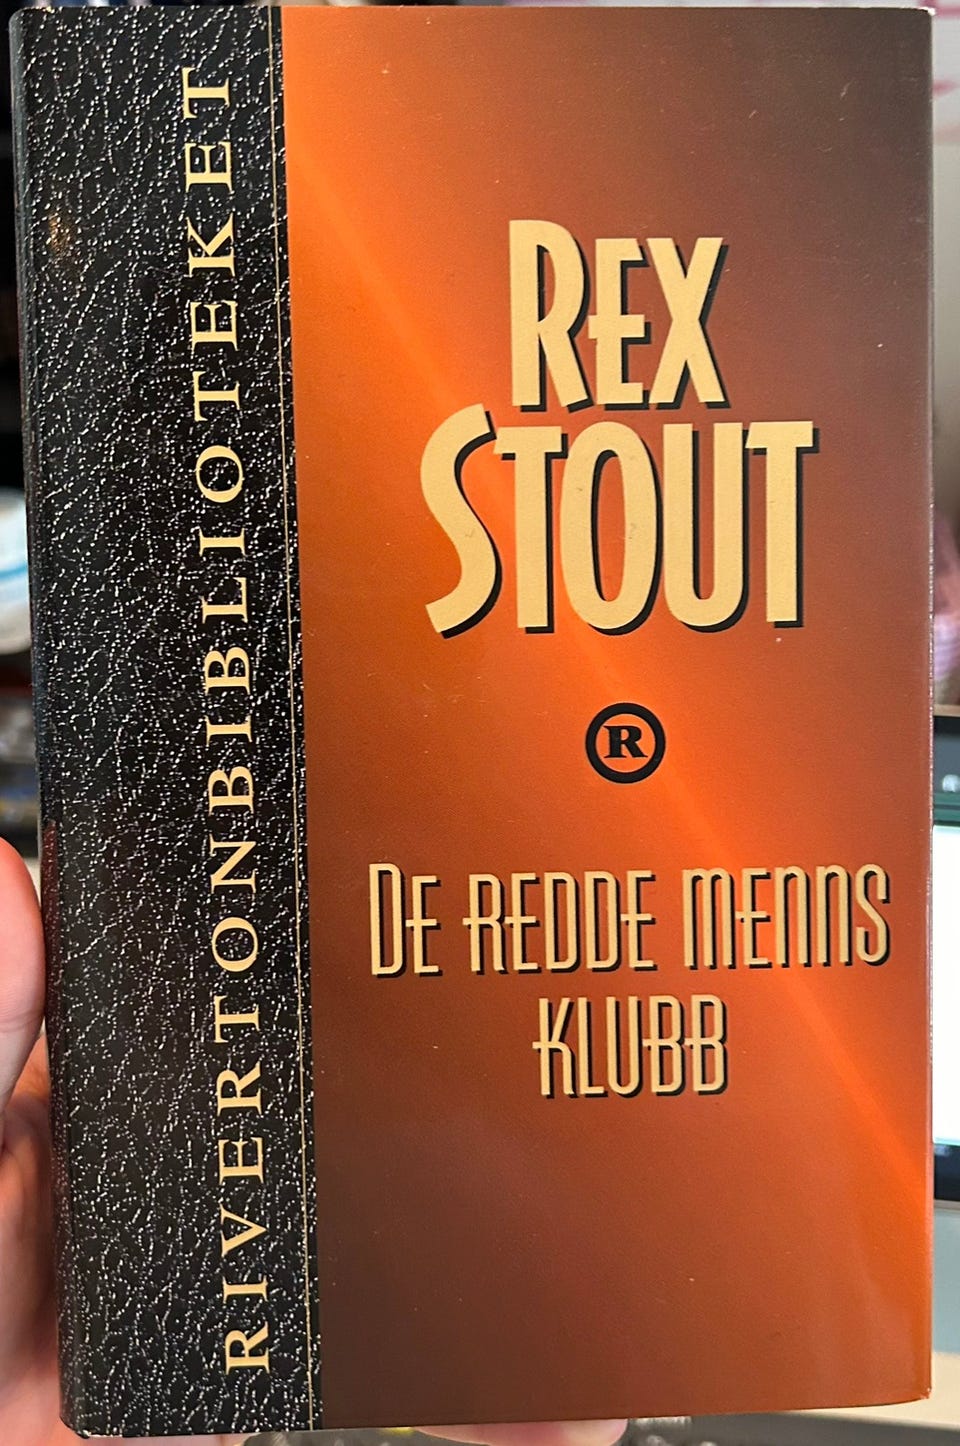 RIVERTONBIBLIOTEKET
REX
STOUT
R
DE REDDE MENNS
KLUBB